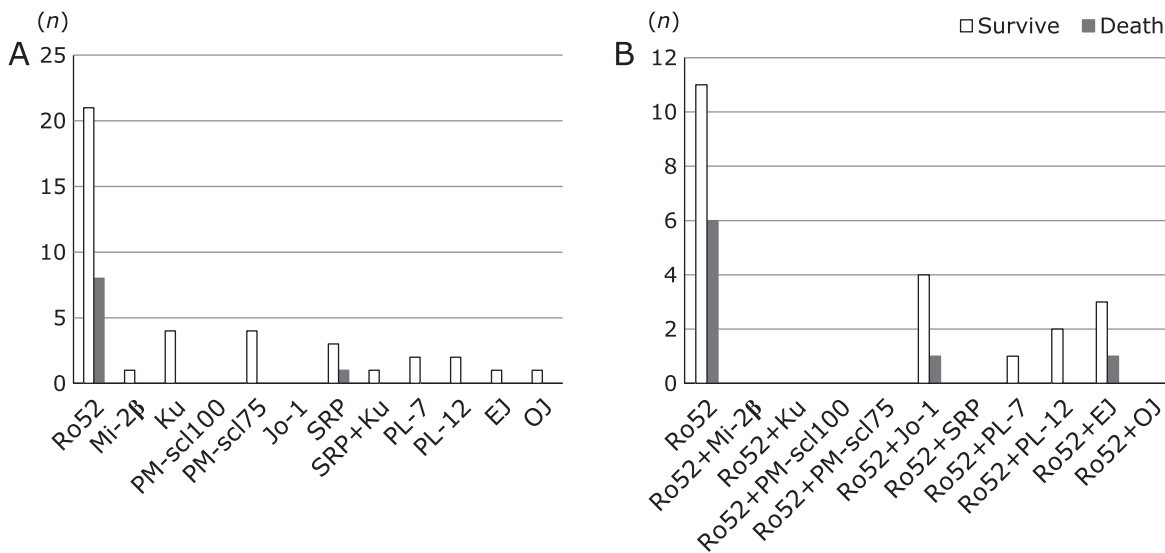 A
(n)
25
20
15
10
5
0
Ro52
Mi-2β
Ku
PM-scl100
PM-scl75
Jo-1
SRP
SRP+Ku
PL-7
PL-12
EJ
OJ
B
(n)
Survive
Death
12
10
8
6
4
2
0
Ro52
Ro52+Mi-2β
Ro52+Ku
Ro52+PM-scl100
Ro52+PM-scl75
Ro52+Jo-1
Ro52+SRP
Ro52+PL-7
Ro52+PL-12
Ro52+EJ
Ro52+OJ